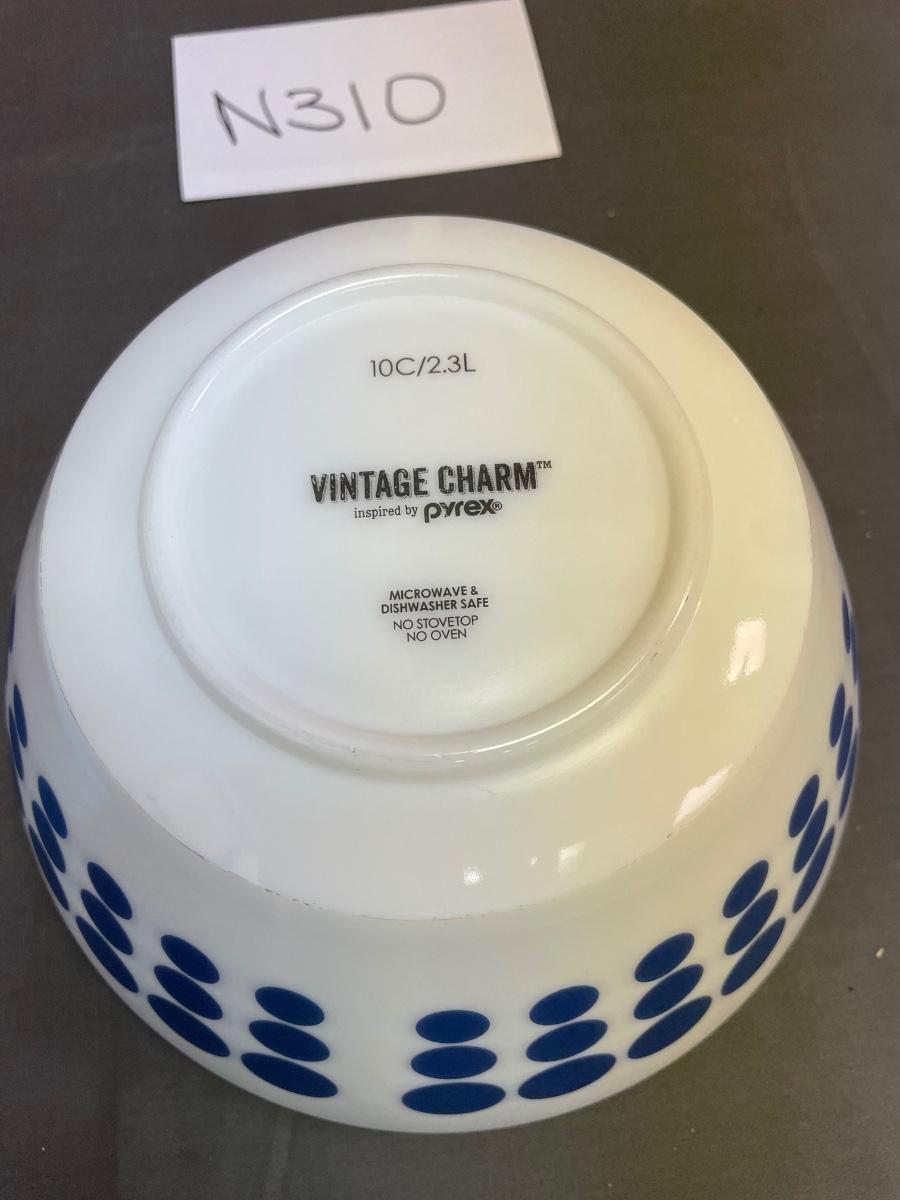 N310
10C/2.3L
VINTAGE CHARM™
inspired by pyrex®
MICROWAVE &
DISHWASHER SAFE
NO STOVETOP
NO OVEN